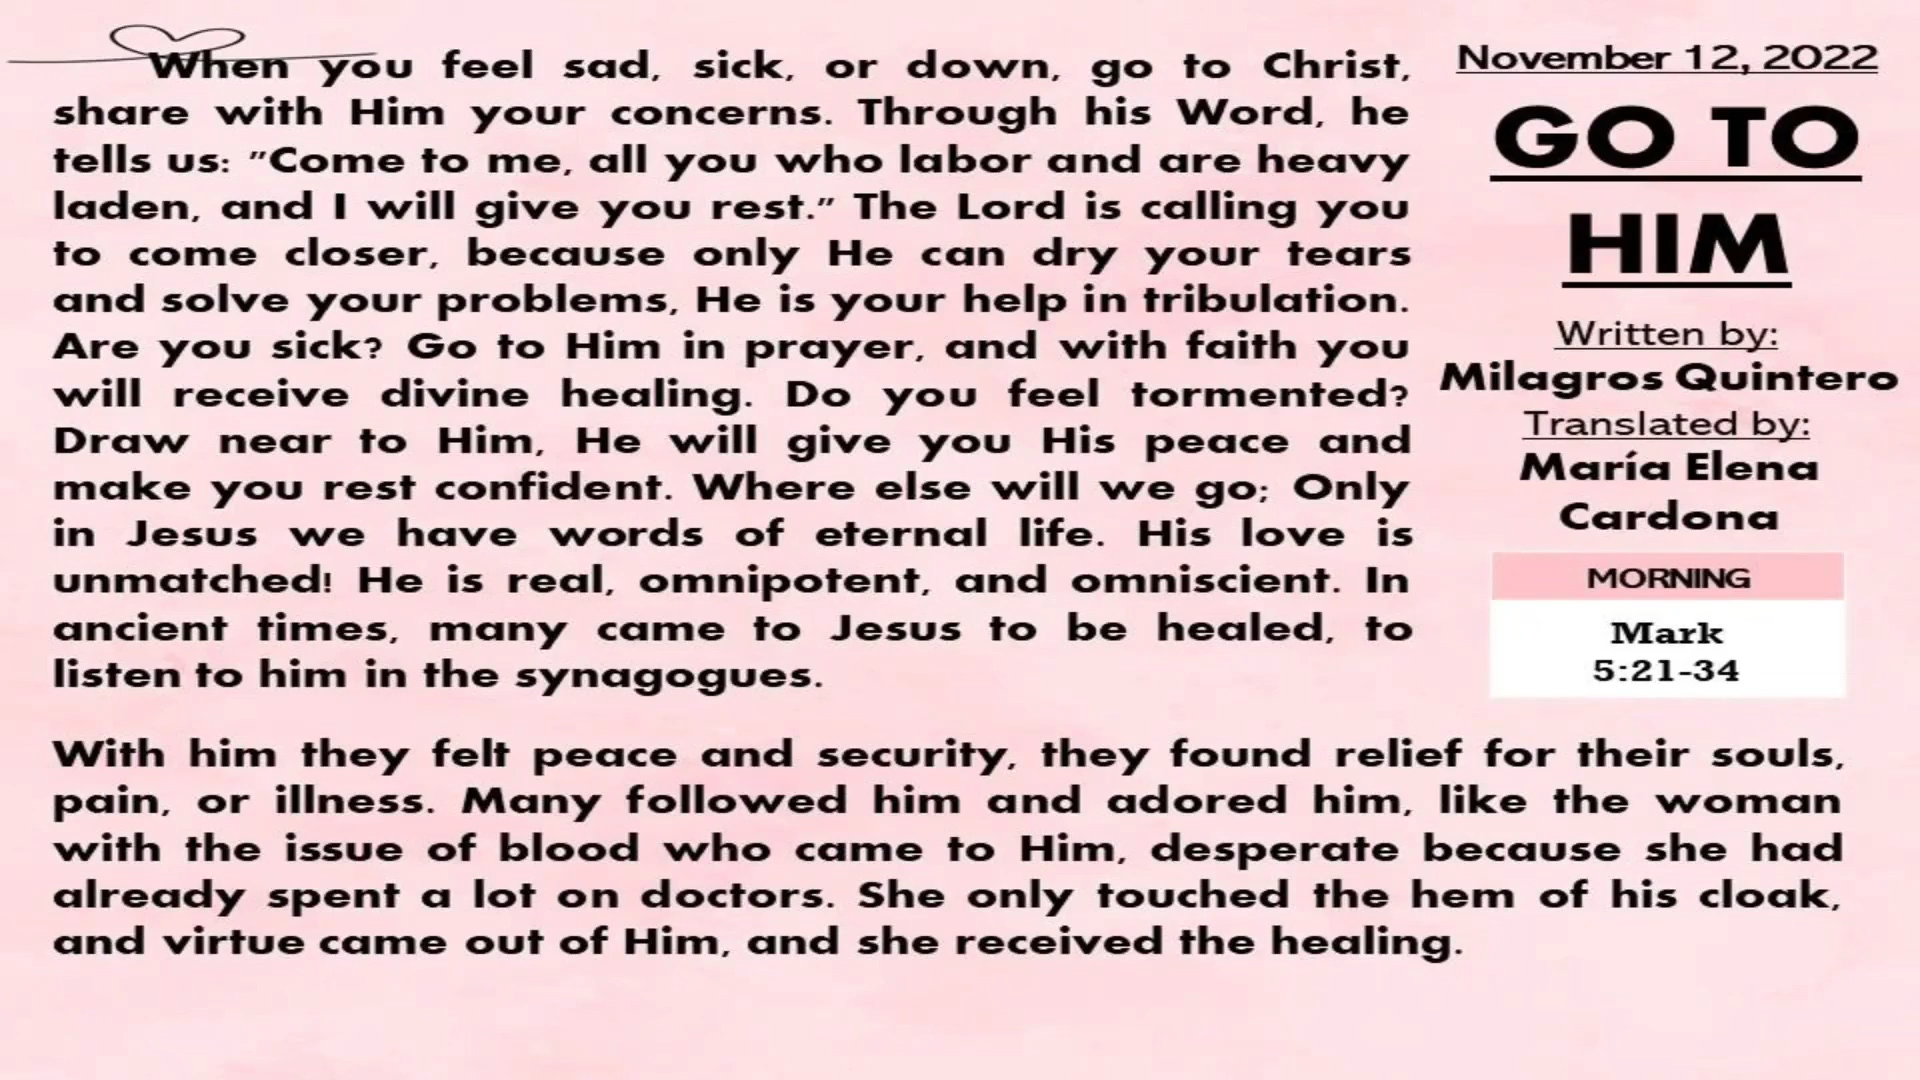 When you feel sad, sick, or down, go to Christ,
share with Him your concerns. Through his Word, he
tells us: "Come to me, all you who labor and are heavy
laden, and I will give you rest." The Lord is calling you
to come closer, because only He can dry your tears
and solve your problems, He is your help in tribulation.
Are you sick? Go to Him in prayer, and with faith you
will receive divine healing. Do you feel tormented?
Draw near to Him, He will give you His peace and
make you rest confident. Where else will we go; Only
in Jesus we have words of eternal life. His love is
unmatched! He is real, omnipotent, and omniscient. In
ancient times, many came to Jesus to be healed, to
listen to him in the synagogues.
With him they felt peace and security, they found relief for their souls,
pain, or illness. Many followed him and adored him, like the woman
with the issue of blood who came to Him, desperate because she had
already spent a lot on doctors. She only touched the hem of his cloak,
and virtue came out of Him, and she received the healing.
November 12, 2022
GO TO
HIM
Written by:
Milagros Quintero
Translated by:
María Elena
Cardona
MORNING
Mark
5:21-34